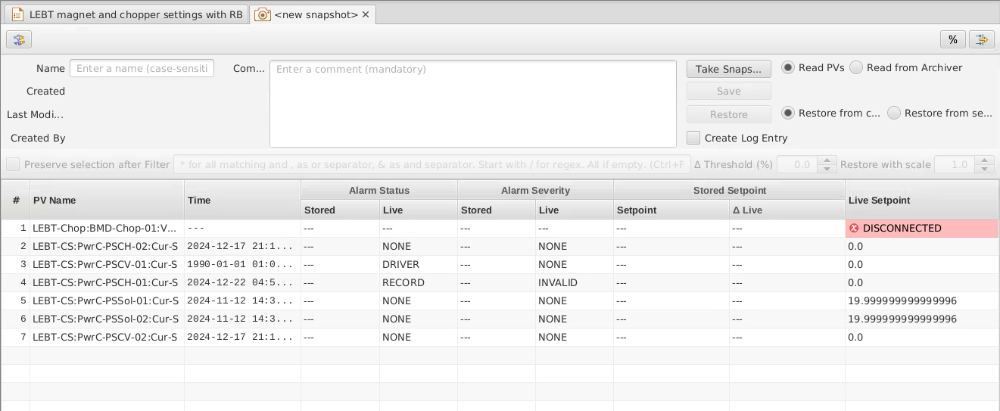 LEBT magnet and chopper settings with RB <new snapshot>
%
Name Enter a name (case-sensiti Com... Enter a comment (mandatory) Take Snaps... Read PVs Read from Archiver
Created Save
Last Modi... Restore Restore from c... Restore from se...
Created By Create Log Entry
Preserve selection after Filter * for all matching and , as or separator, & as and separator. Start with / for regex. All if empty. (Ctrl+F Δ Threshold (%) 0.0 Restore with scale 1.0
# PV Name Time Alarm Status Alarm Severity Stored Setpoint Live Setpoint
Stored Live Stored Live Setpoint Δ Live
1 LEBT-Chop:BMD-Chop-01:V... --- --- --- --- --- --- --- DISCONNECTED
2 LEBT-CS:PwrC-PSCH-02:Cur-S 2024-12-17 21:1... --- NONE --- NONE --- --- 0.0
3 LEBT-CS:PwrC-PSCV-01:Cur-S 1990-01-01 01:0... --- DRIVER --- NONE --- --- 0.0
4 LEBT-CS:PwrC-PSCH-01:Cur-S 2024-12-22 04:5... --- RECORD --- INVALID --- --- 0.0
5 LEBT-CS:PwrC-PSSol-01:Cur-S 2024-11-12 14:3... --- NONE --- NONE --- --- 19.999999999999996
6 LEBT-CS:PwrC-PSSol-02:Cur-S 2024-11-12 14:3... --- NONE --- NONE --- --- 19.999999999999996
7 LEBT-CS:PwrC-PSCV-02:Cur-S 2024-12-17 21:1... --- NONE --- NONE --- --- 0.0